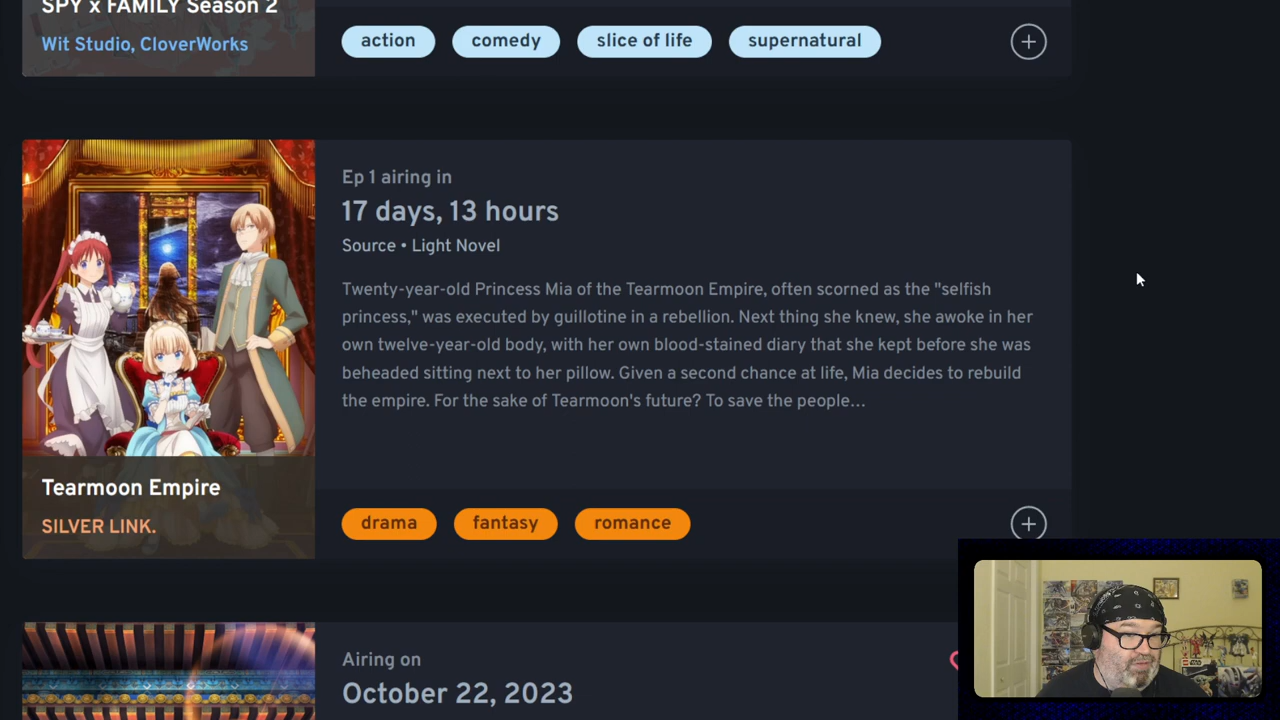 SPY x FAMILY Season 2
Wit Studio, CloverWorks
action comedy slice of life supernatural
Ep 1 airing in
17 days, 13 hours
Source • Light Novel
Twenty-year-old Princess Mia of the Tearmoon Empire, often scorned as the "selfish
princess," was executed by guillotine in a rebellion. Next thing she knew, she awoke in her
own twelve-year-old body, with her own blood-stained diary that she kept before she was
beheaded sitting next to her pillow. Given a second chance at life, Mia decides to rebuild
the empire. For the sake of Tearmoon's future? To save the people…
Tearmoon Empire
SILVER LINK.
drama fantasy romance
Airing on
October 22, 2023